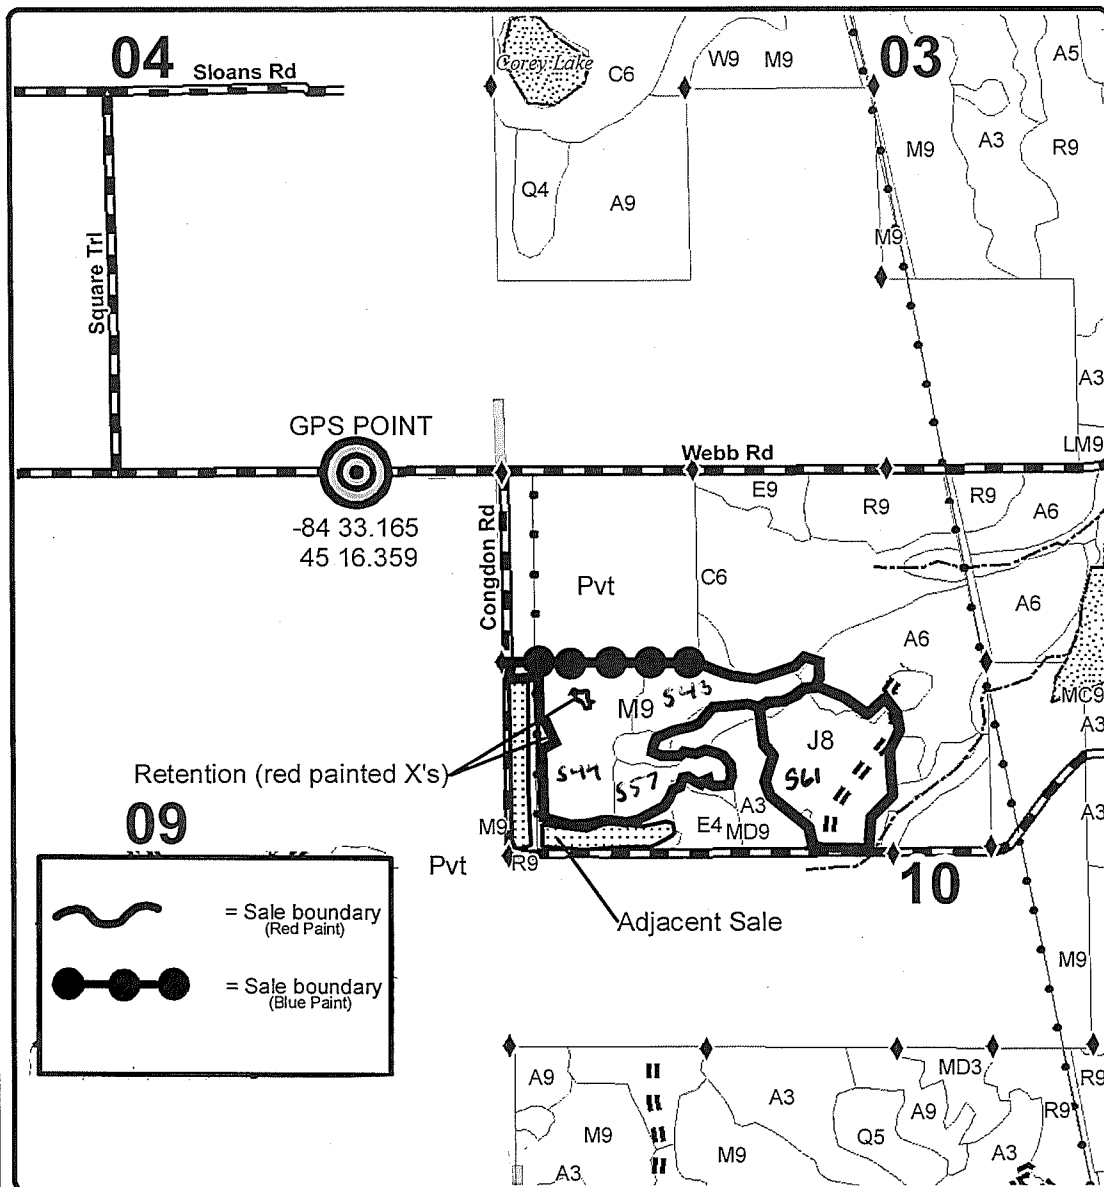 04
Sloans Rd
Corey Lake
C6
W9
M9
03
A5
Q4
A9
M9
A3
R9
M9
Square Trl
A3
GPS POINT
-84 33.165
45 16.359
Webb Rd
LM9
Congdon Rd
E9
R9
R9
A6
Pvt
C6
A6
A6
M9
S43
MC9
A3
J8
Retention (red painted X's)
S44
S57
S61
A3
E4
MD9
A3
09
M9
R9
Pvt
10
Adjacent Sale
= Sale boundary
(Red Paint)
= Sale boundary
(Blue Paint)
M9
A9
M9
A3
A3
M9
Q5
MD3
A9
A3
R9
R9